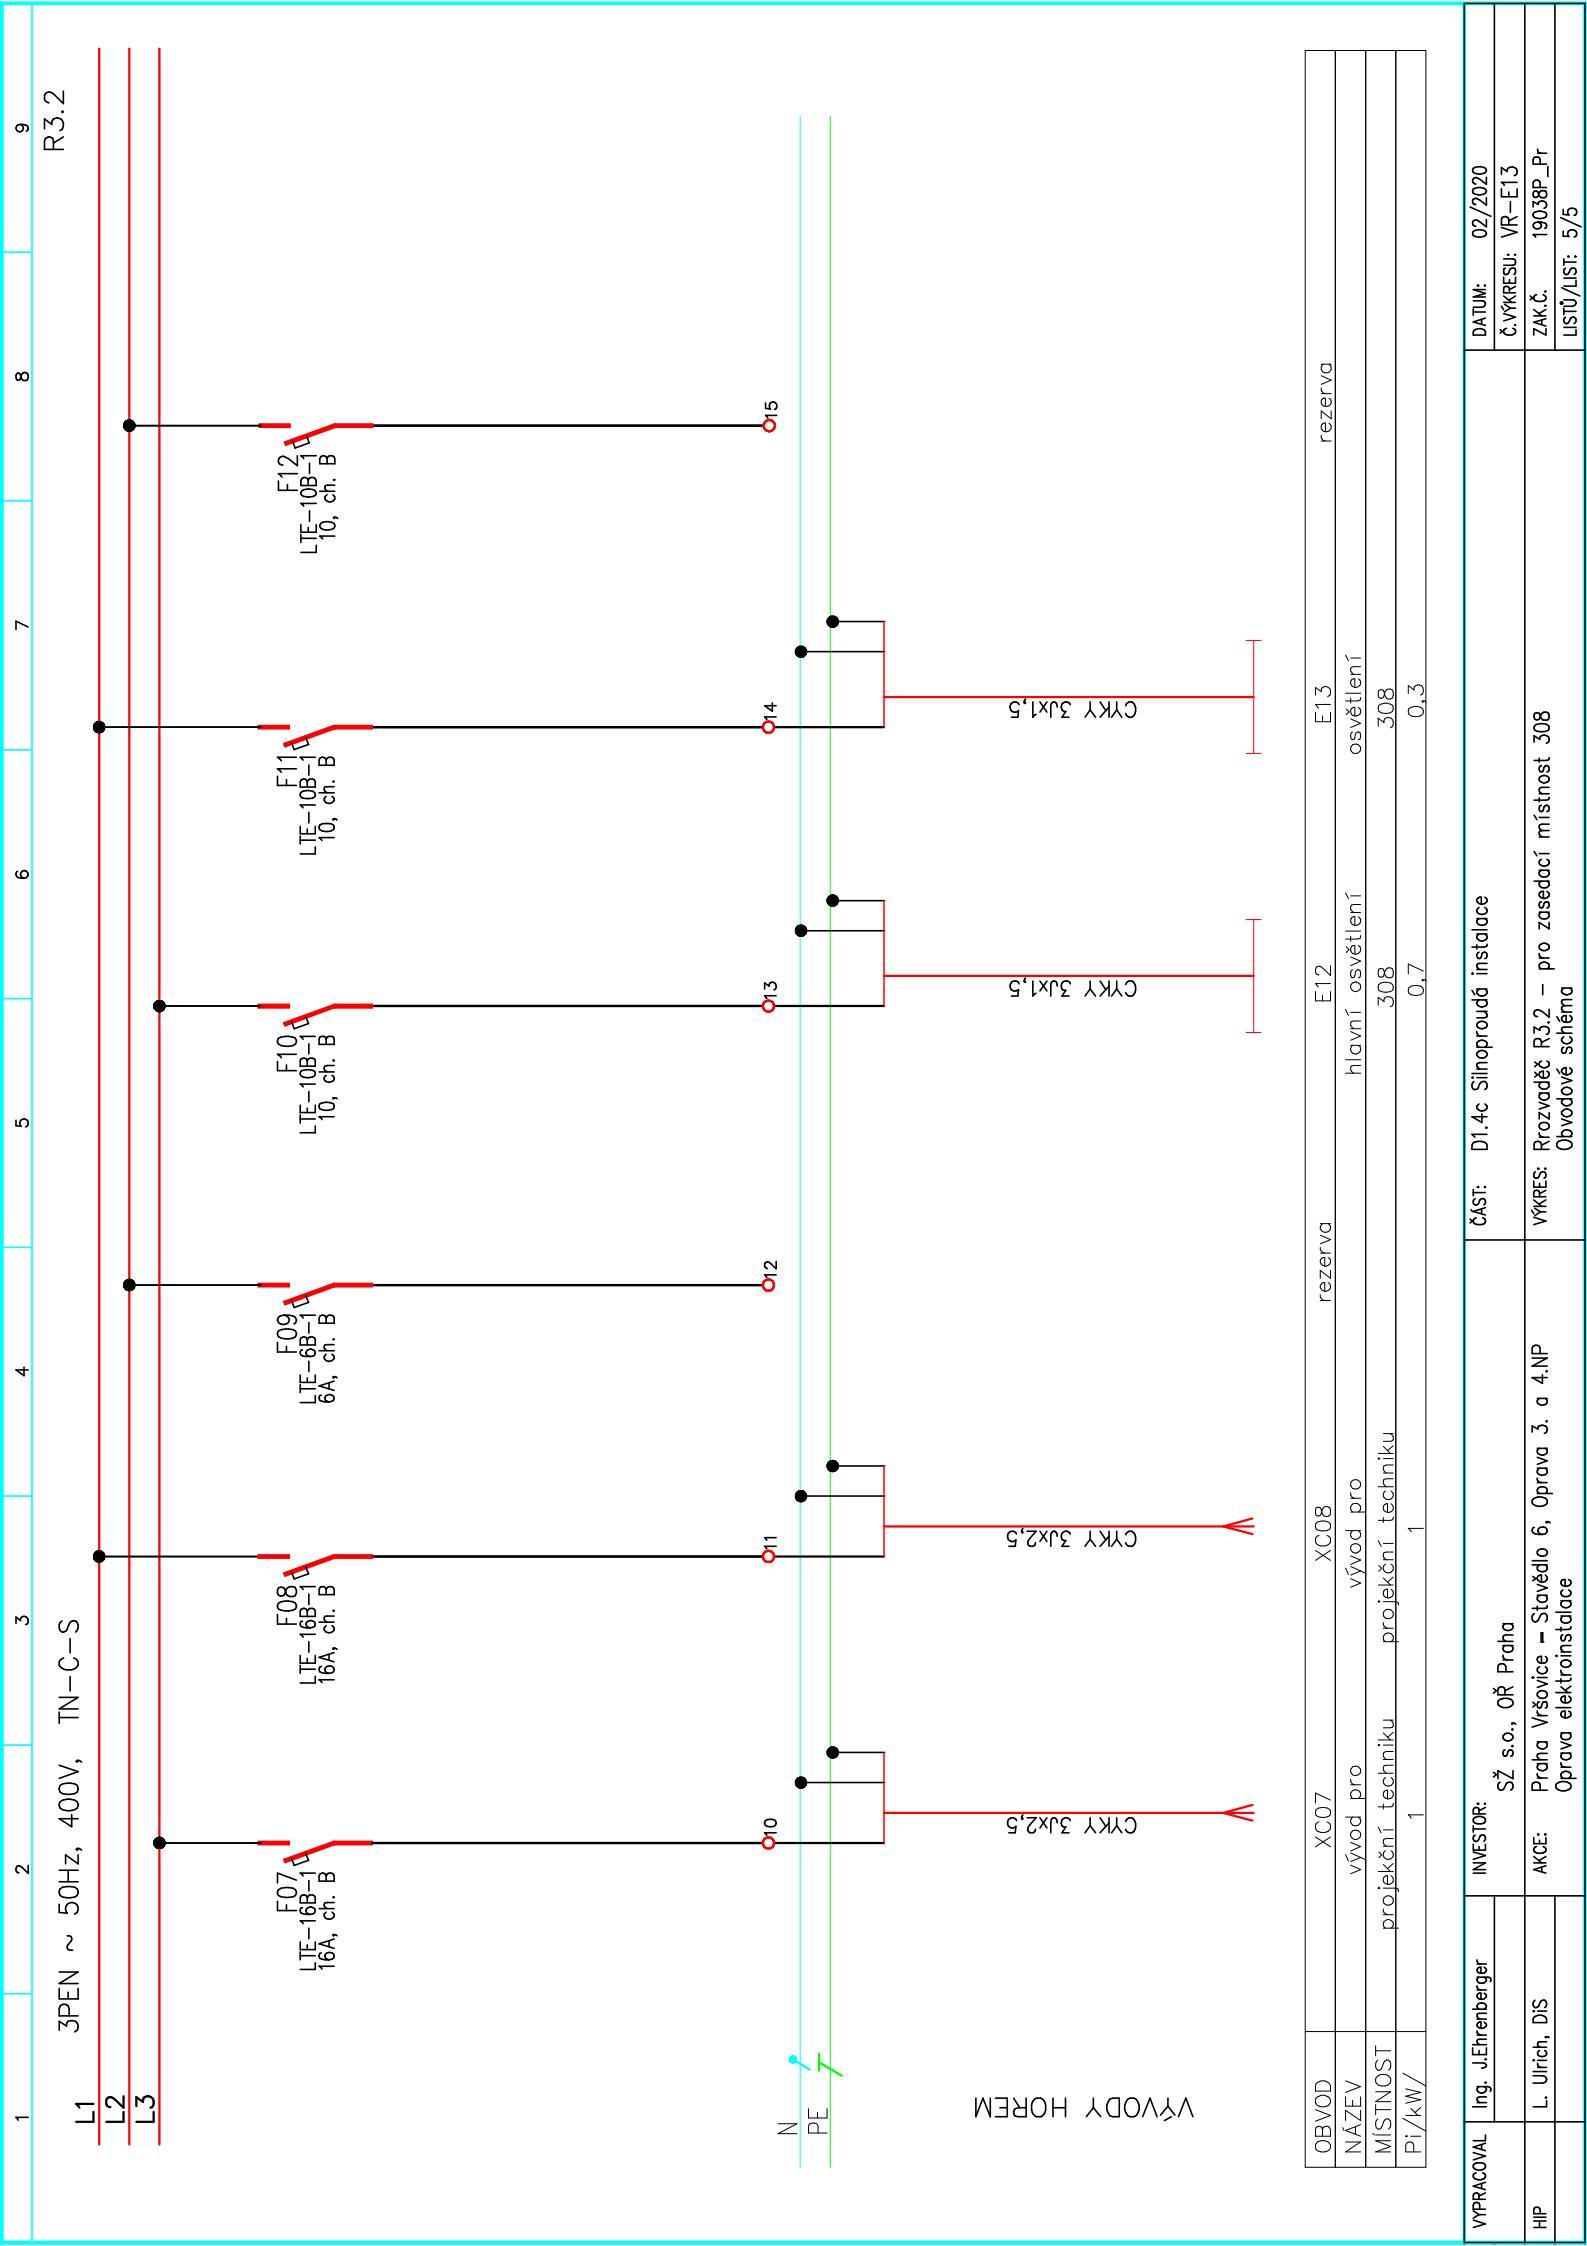 1 2 3 4 5 6 7 8 9
3PEN ~ 50Hz, 400V, TN-C-S
R3.2
L1
L2
L3
F07
LTE-16B-1
16A, ch. B
F08
LTE-16B-1
16A, ch. B
F09
LTE-6B-1
6A, ch. B
F10
LTE-10B-1
10, ch. B
F11
LTE-10B-1
10, ch. B
F12
LTE-10B-1
10, ch. B
10
11
12
13
14
15
N
PE
CYKY 3Jx2,5
CYKY 3Jx2,5
CYKY 3Jx1,5
CYKY 3Jx1,5
VÝVODY HOREM
OBVOD XC07 XC08 rezerva E12 E13 rezerva
NÁZEV vývod pro vývod pro hlavní osvětlení osvětlení
MÍSTNOST projekční techniku projekční techniku 308 308
Pi/kW/ 1 1 0,7 0,3
VYPRACOVAL Ing. J.Ehrenberger
HIP L. Ulrich, DiS
INVESTOR:
SŽ s.o., OŘ Praha
AKCE: Praha Vršovice - Stavědlo 6, Oprava 3. a 4.NP
Oprava elektroinstalace
ČÁST: D1.4c Silnoproudá instalace
VÝKRES: Rrozvaděč R3.2 - pro zasedací místnost 308
Obvodové schéma
DATUM: 02/2020
Č.VÝKRESU: VR-E13
ZAK.Č. 19038P_Pr
LISTŮ/LIST: 5/5